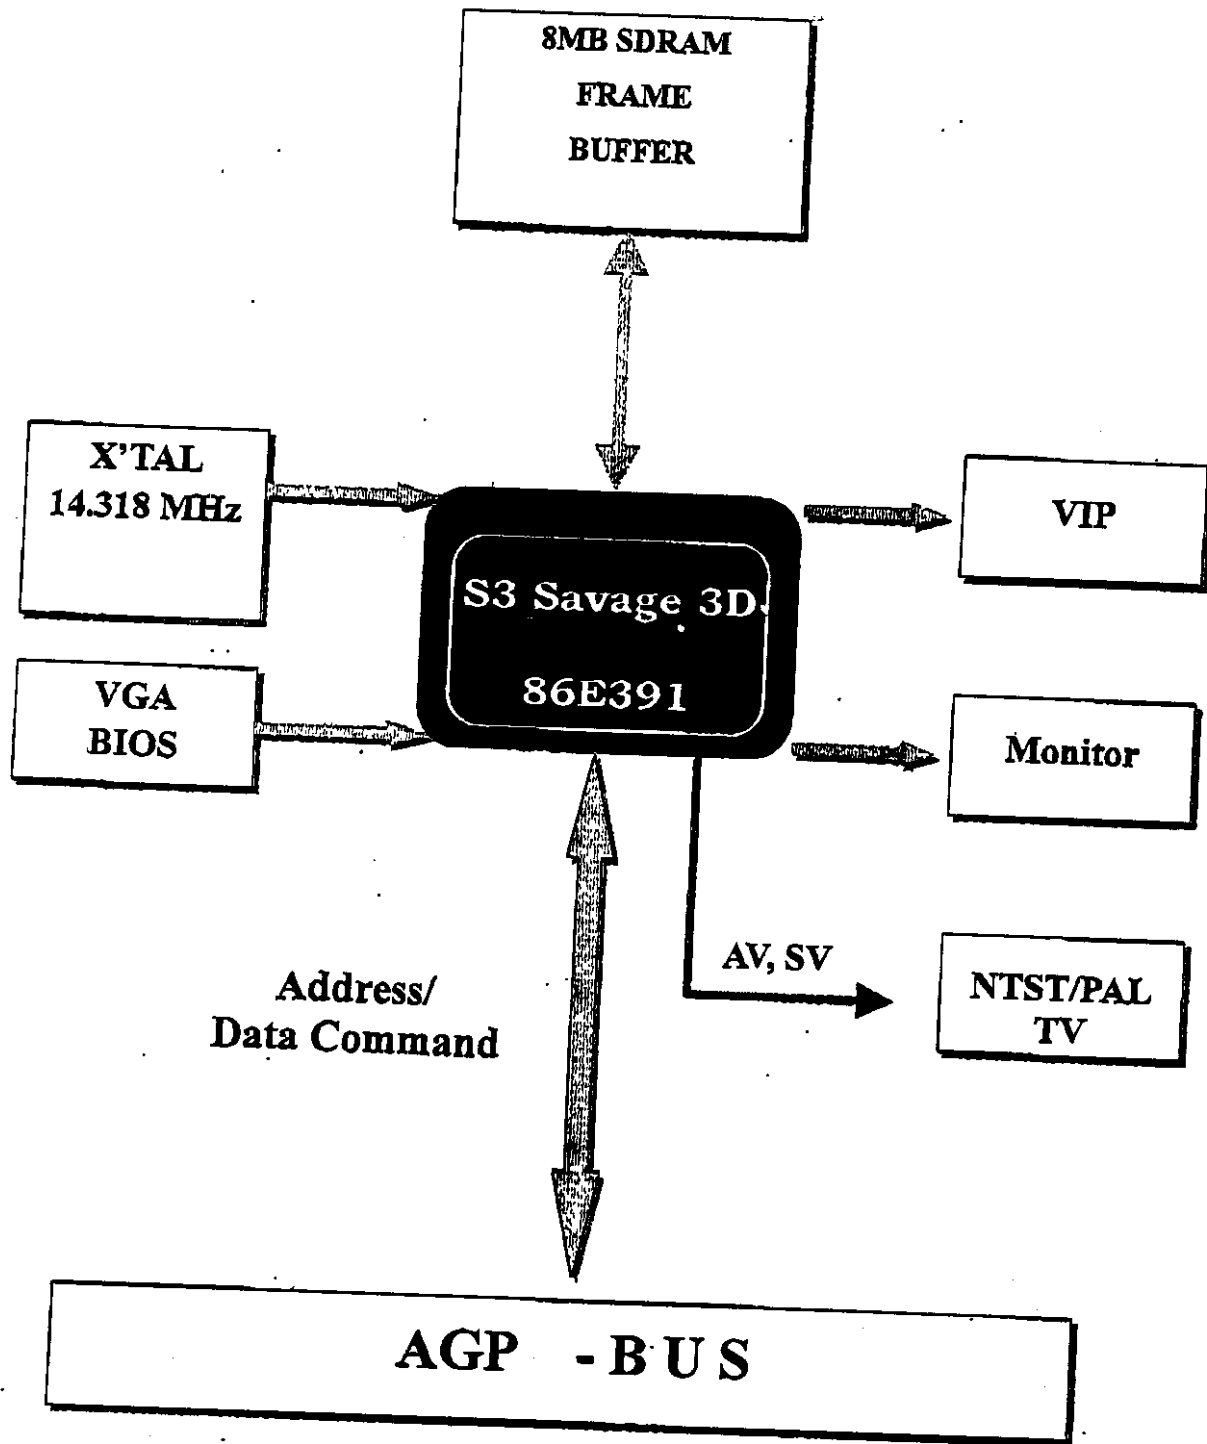 8MB SDRAM
FRAME
BUFFER
X'TAL
14.318 MHz
VIP
S3 Savage 3D
86E391
VGA
BIOS
Monitor
AV, SV
NTST/PAL
TV
Address/
Data Command
AGP - B U S